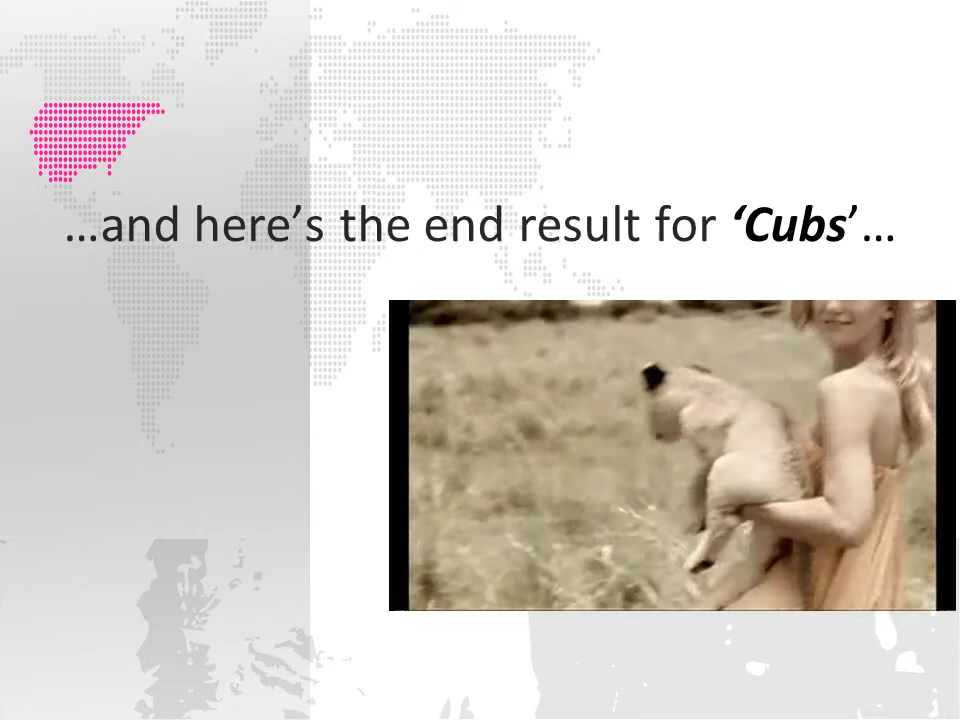 …and here’s the end result for ‘Cubs’…